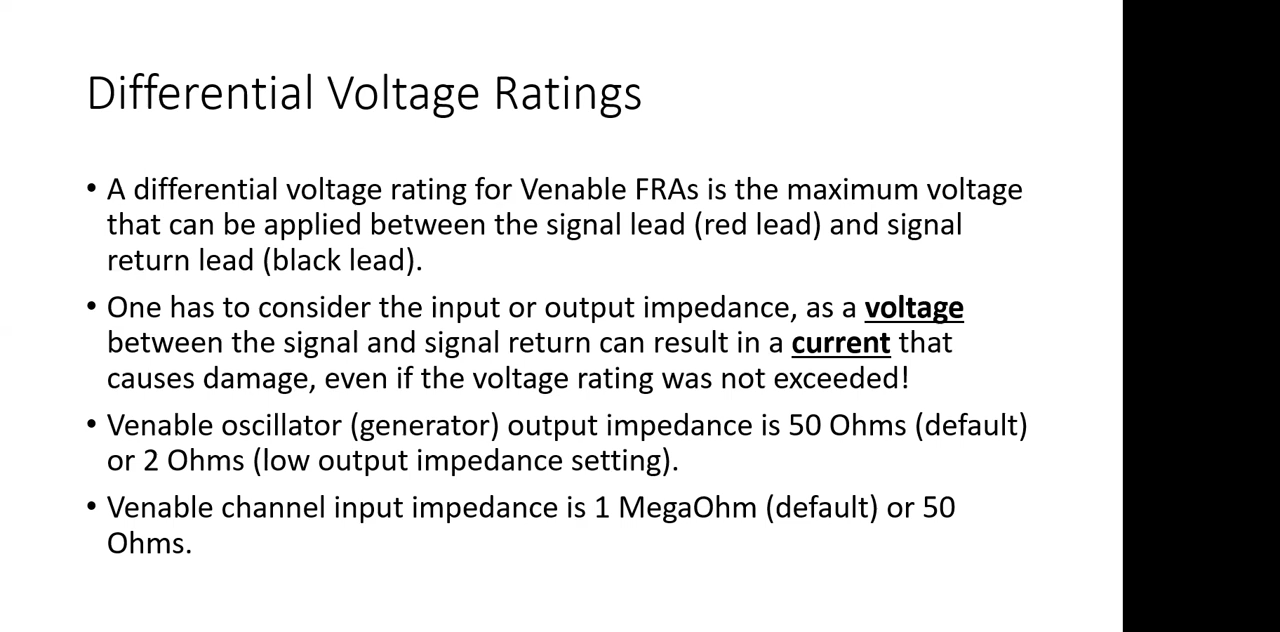 Differential Voltage Ratings
• A differential voltage rating for Venable FRAs is the maximum voltage
that can be applied between the signal lead (red lead) and signal
return lead (black lead).
• One has to consider the input or output impedance, as a voltage
between the signal and signal return can result in a current that
causes damage, even if the voltage rating was not exceeded!
• Venable oscillator (generator) output impedance is 50 Ohms (default)
or 2 Ohms (low output impedance setting).
• Venable channel input impedance is 1 MegaOhm (default) or 50
Ohms.